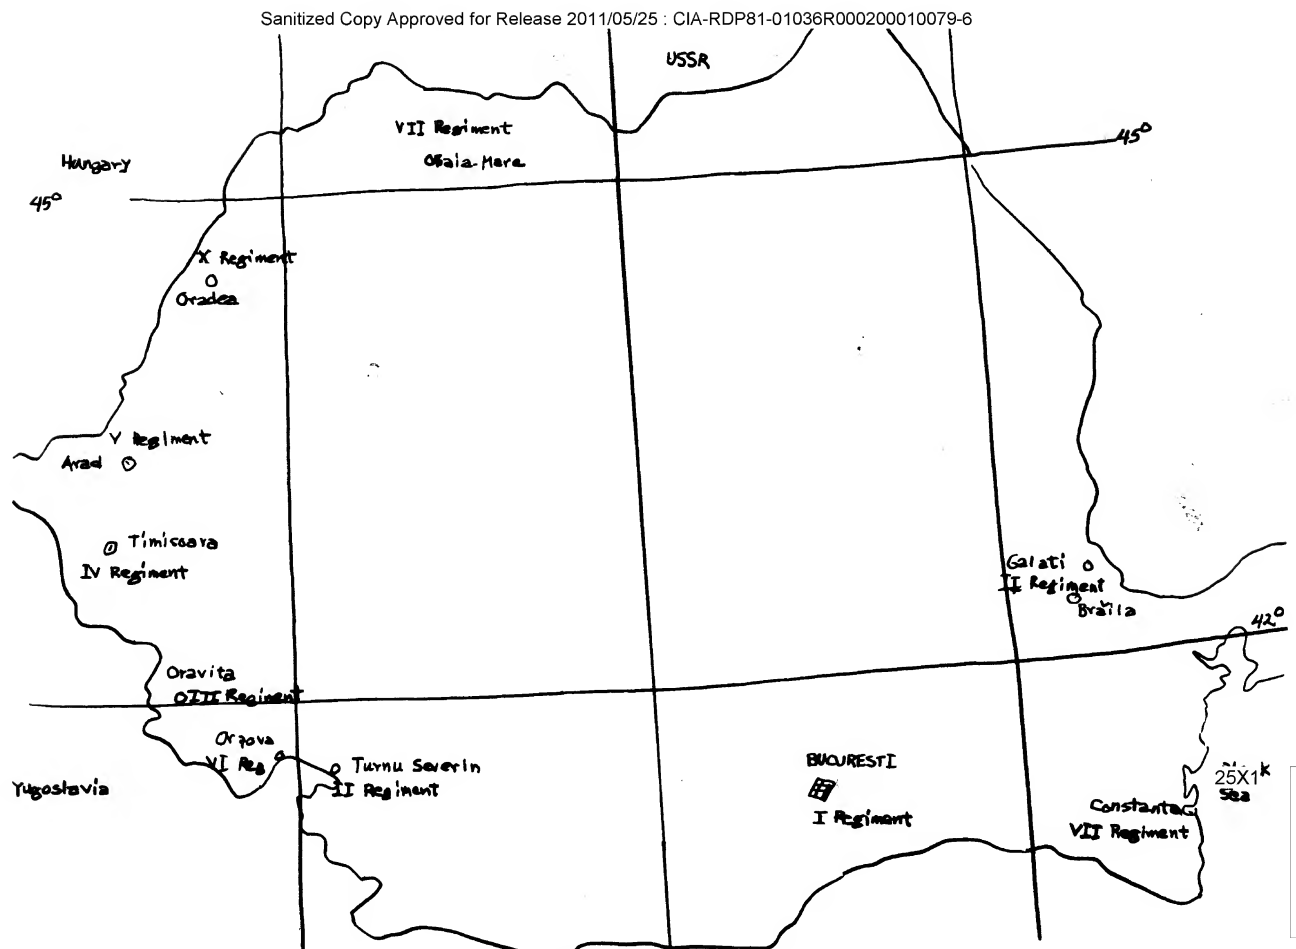 Sanitized Copy Approved for Release 2011/05/25 : CIA-RDP81-01036R000200010079-6
USSR
VII Regiment
Baia-Mare
45°
Hungary
45°
X Regiment
Oradea
V Regiment
Arad
Timisoara
IV Regiment
Galati
II Regiment
Brăila
42°
Oravita
III Regiment
Orşova
VI Reg
Turnu Severin
II Regiment
BUCURESTI
I Regiment
Yugoslavia
25X1
Sea
Constanta
VII Regiment